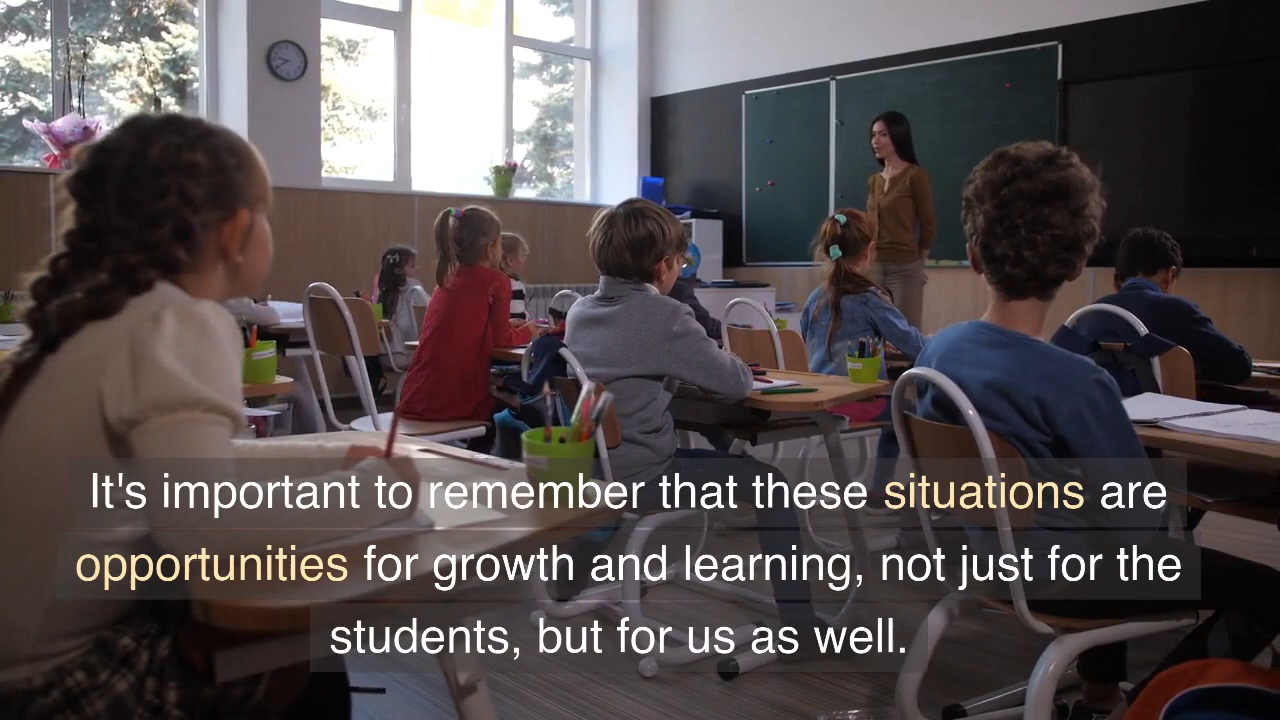 It's important to remember that these situations are
opportunities for growth and learning, not just for the
students, but for us as well.